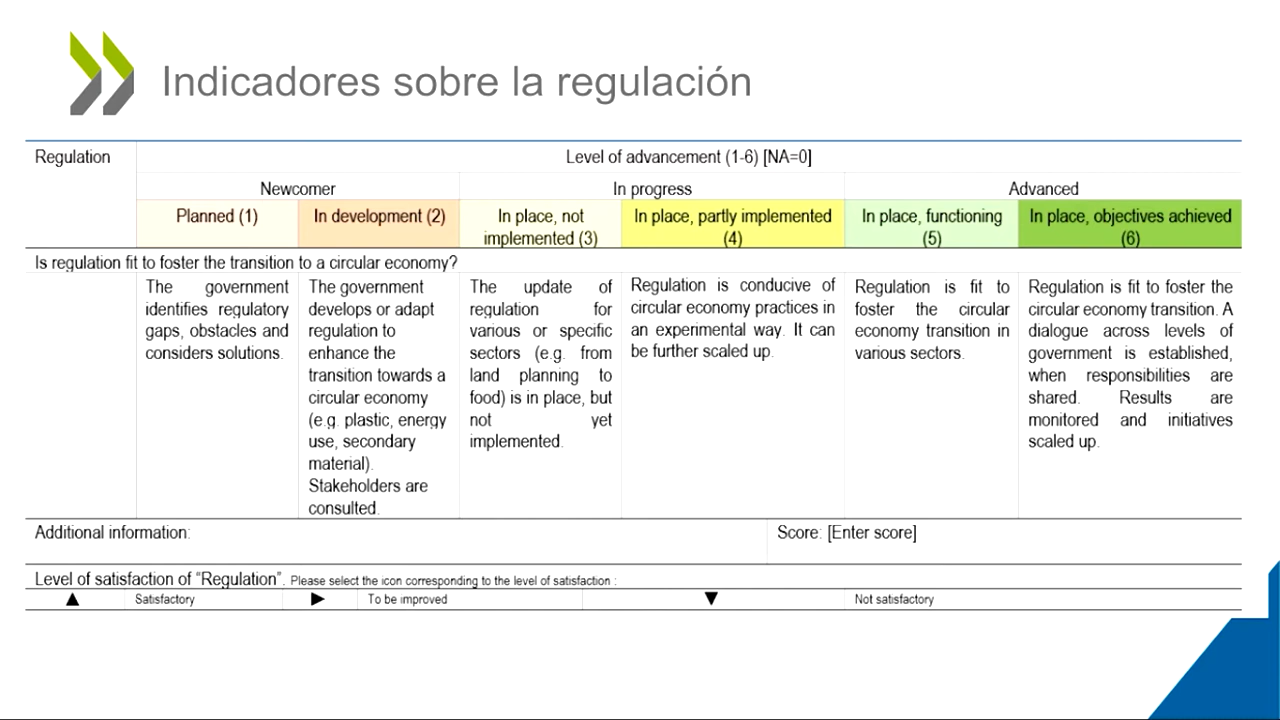 Indicadores sobre la regulación
Regulation
Level of advancement (1-6) [NA=0]
Newcomer
In progress
Advanced
Planned (1)
In development (2)
In place, not
implemented (3)
In place, partly implemented
(4)
In place, functioning
(5)
In place, objectives achieved
(6)
Is regulation fit to foster the transition to a circular economy?
The government
identifies regulatory
gaps, obstacles and
considers solutions.
The government
develops or adapt
regulation to
enhance the
transition towards a
circular economy
(e.g. plastic, energy
use, secondary
material).
Stakeholders are
consulted.
The update of
regulation for
various or specific
sectors (e.g. from
land planning to
food) is in place, but
not yet
implemented.
Regulation is conducive of
circular economy practices in
an experimental way. It can
be further scaled up.
Regulation is fit to
foster the circular
economy transition in
various sectors.
Regulation is fit to foster the
circular economy transition. A
dialogue across levels of
government is established,
when responsibilities are
shared. Results are
monitored and initiatives
scaled up.
Additional information:
Score: [Enter score]
Level of satisfaction of “Regulation”. Please select the icon corresponding to the level of satisfaction :
▲ Satisfactory
► To be improved
▼ Not satisfactory